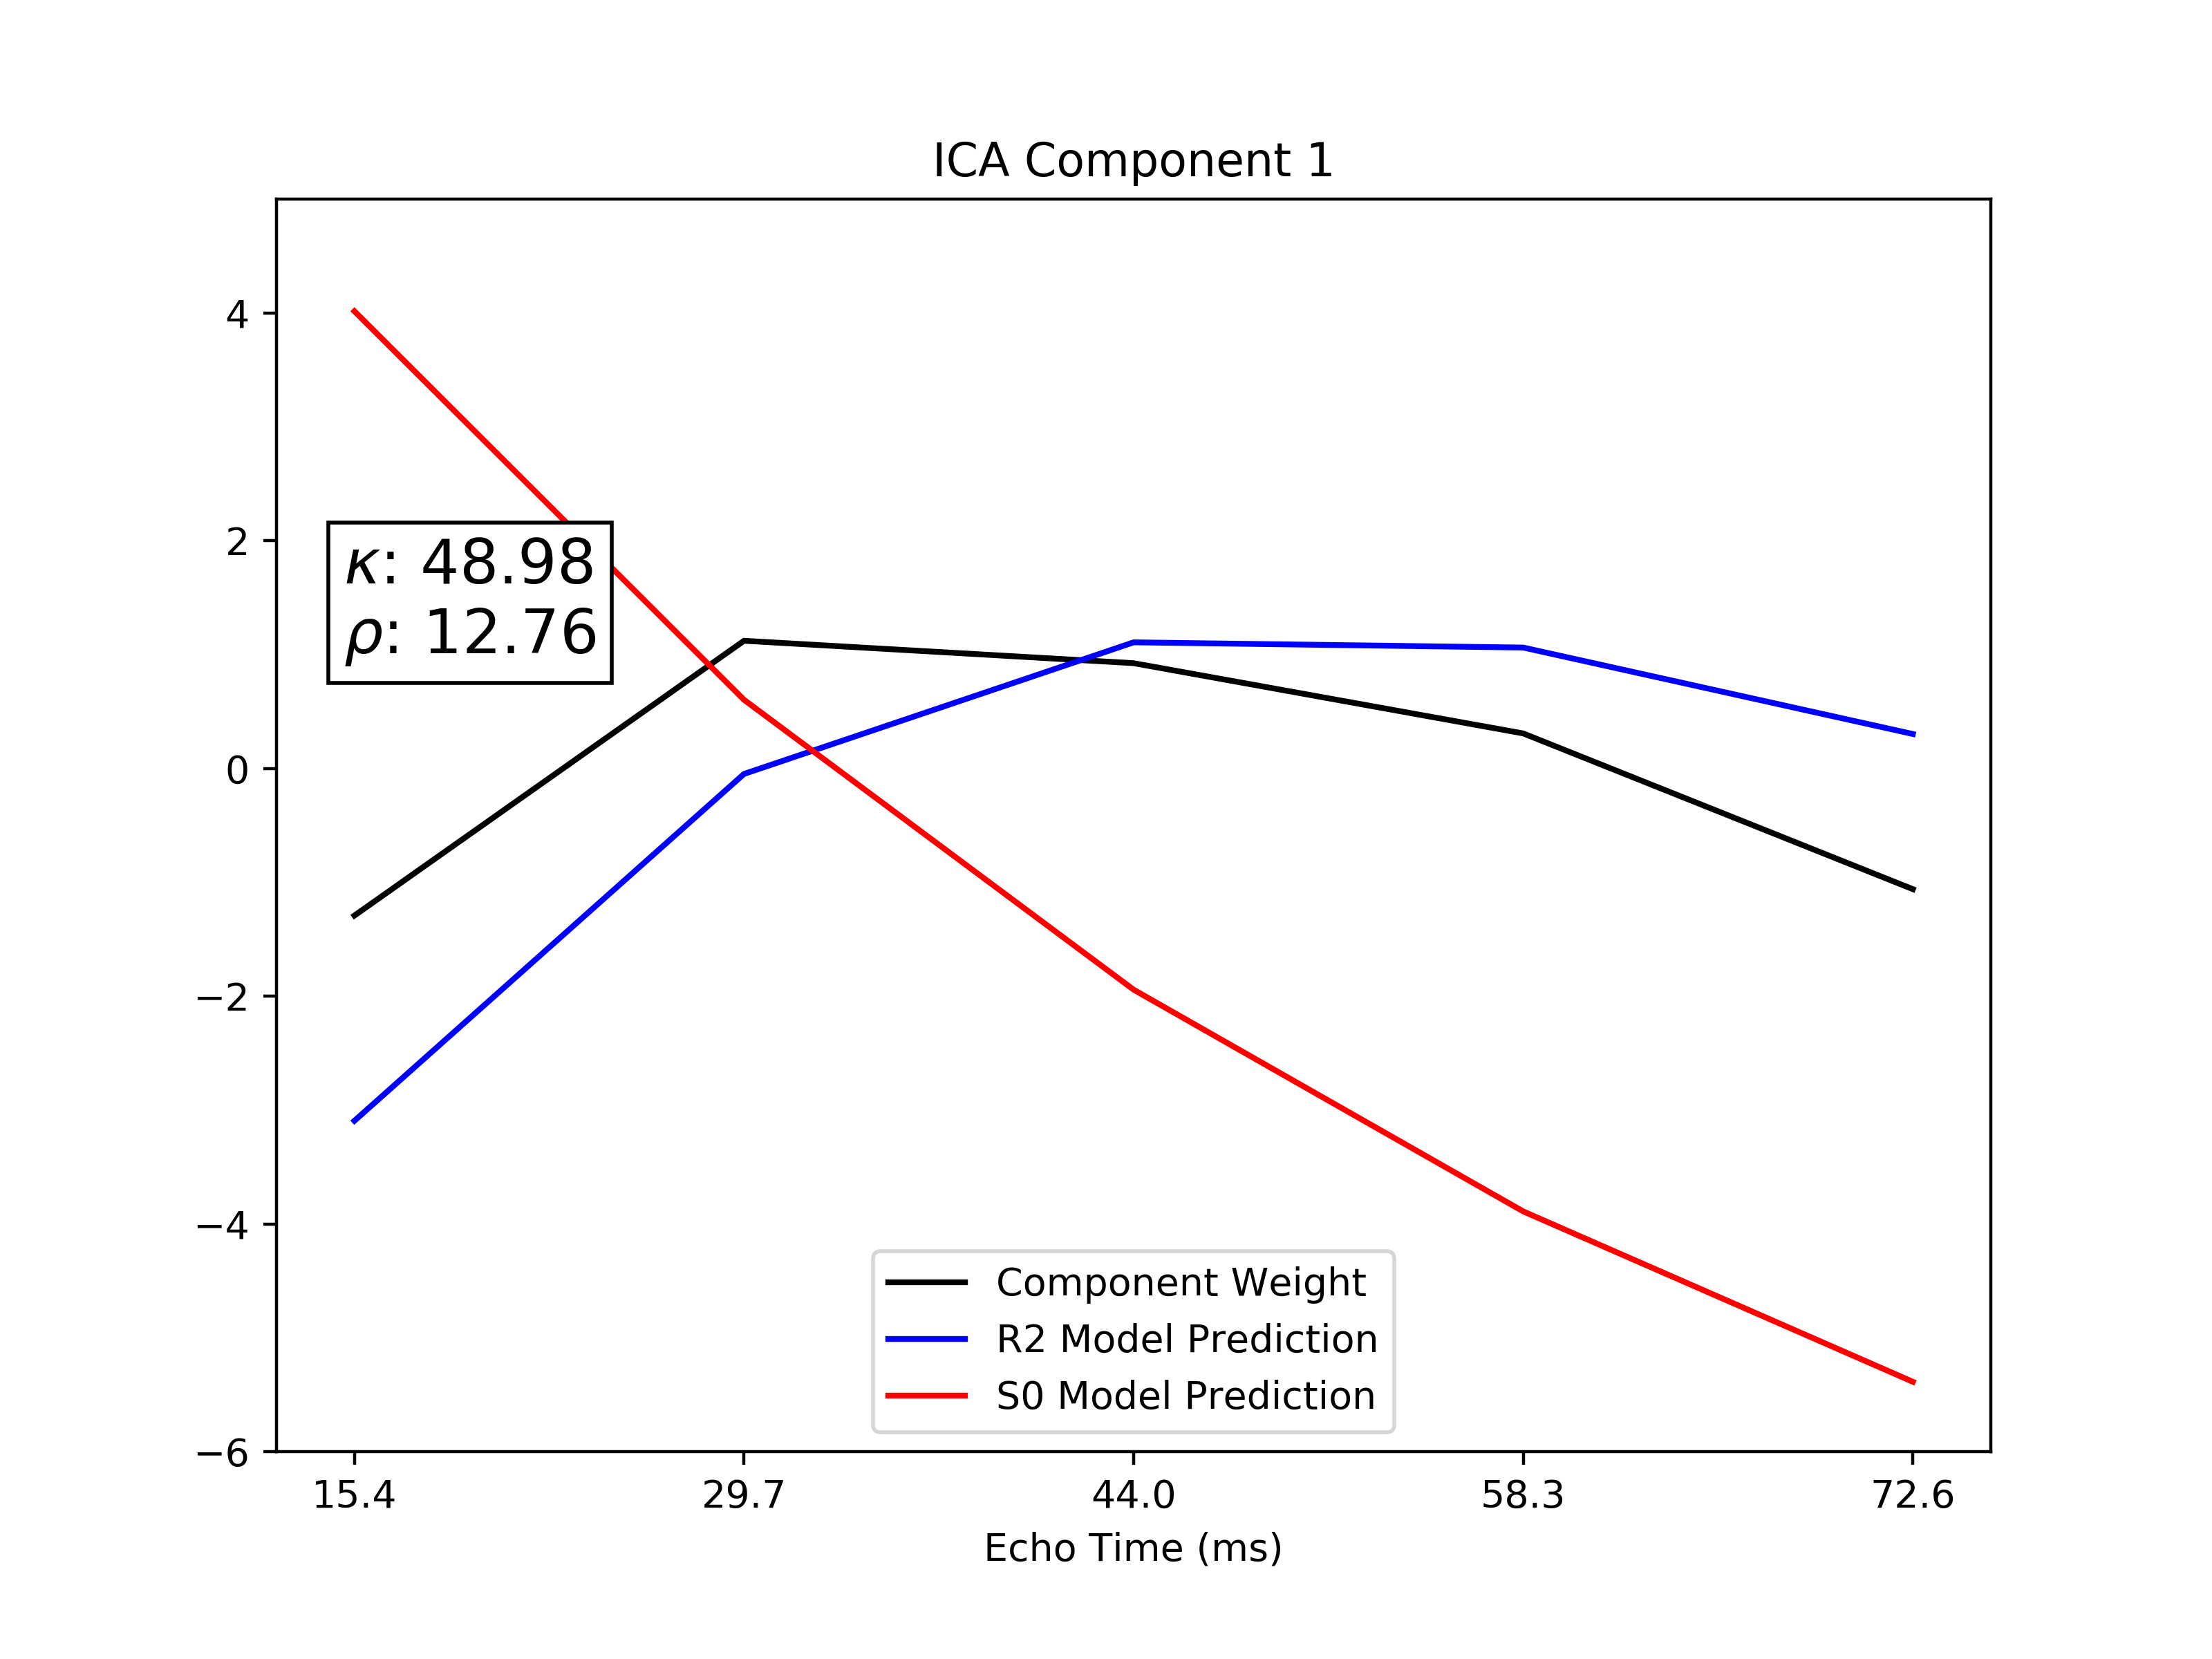 ICA Component 1
4
2
0
−2
−4
−6
κ: 48.98
ρ: 12.76
Component Weight
R2 Model Prediction
S0 Model Prediction
15.4 29.7 44.0 58.3 72.6
Echo Time (ms)